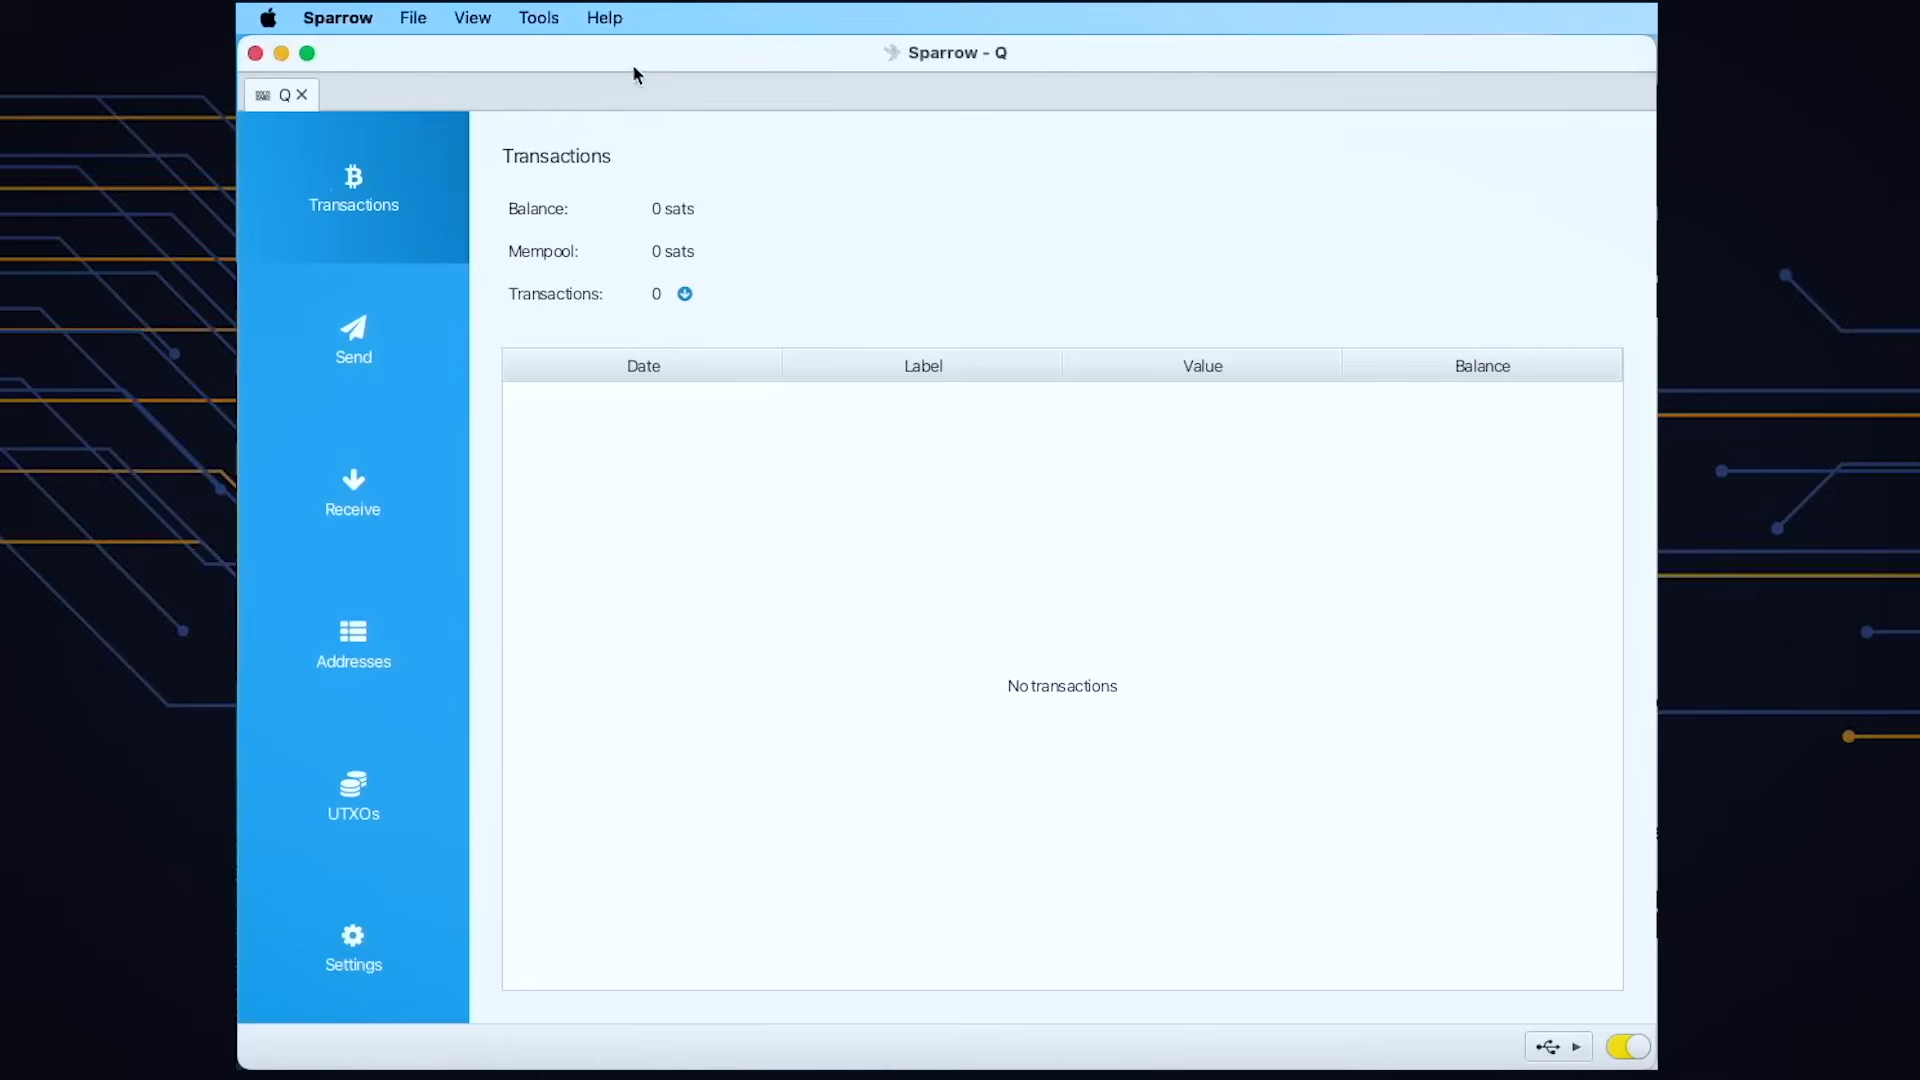 Sparrow File View Tools Help
Sparrow - Q
Q
Transactions
Send
Receive
Addresses
UTXOs
Settings
Transactions
Balance: 0 sats
Mempool: 0 sats
Transactions: 0
Date Label Value Balance
No transactions